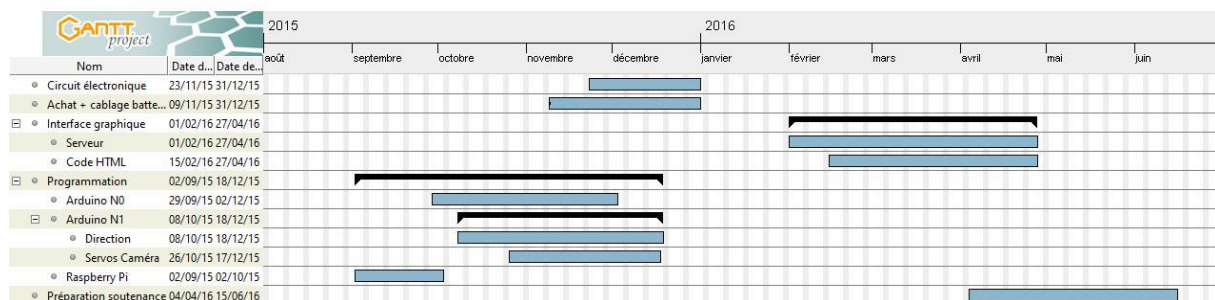 GANTT project
2015 2016
août septembre octobre novembre décembre janvier février mars avril mai juin
Nom Date d... Date de...
Circuit électronique 23/11/15 31/12/15
Achat + cablage batte... 09/11/15 31/12/15
Interface graphique 01/02/16 27/04/16
Serveur 01/02/16 27/04/16
Code HTML 15/02/16 27/04/16
Programmation 02/09/15 18/12/15
Arduino N0 29/09/15 02/12/15
Arduino N1 08/10/15 18/12/15
Direction 08/10/15 18/12/15
Servos Caméra 26/10/15 17/12/15
Raspberry Pi 02/09/15 02/10/15
Préparation soutenance 04/04/16 15/06/16